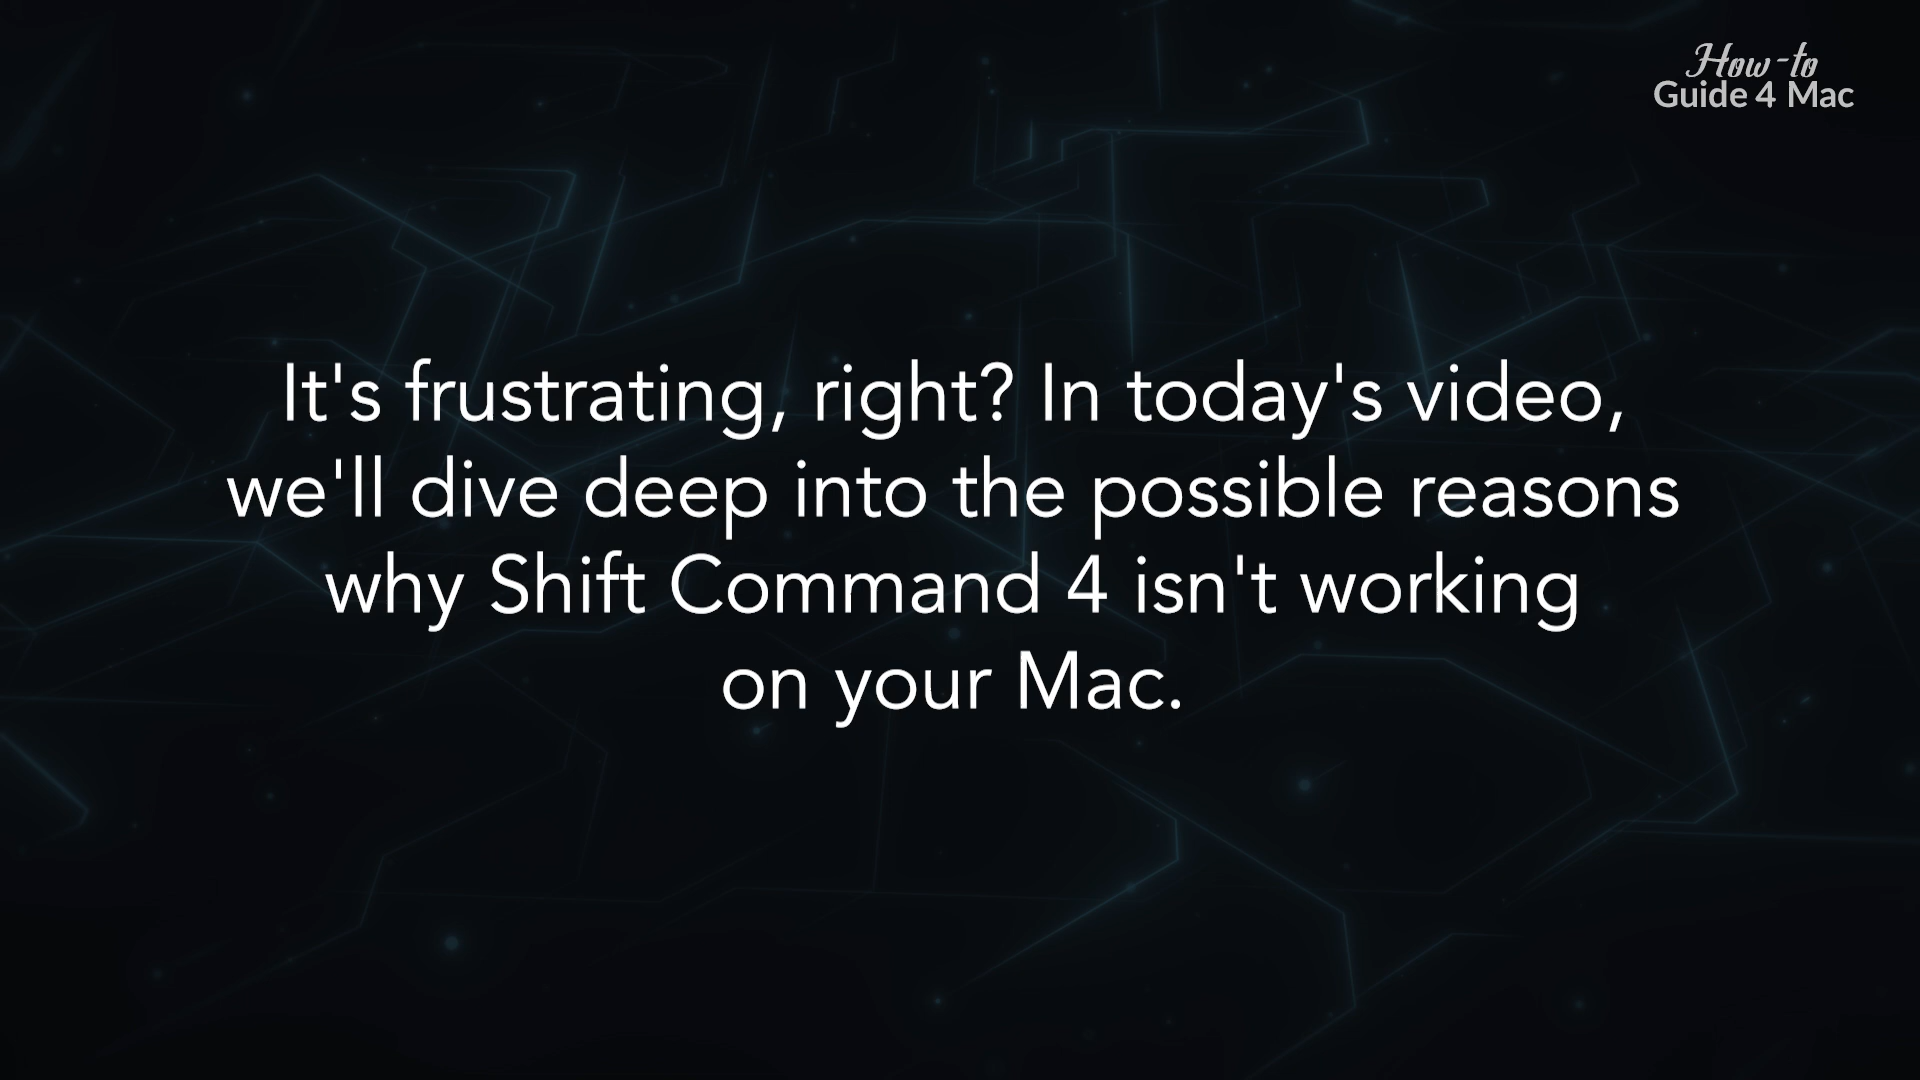 How-to
Guide 4 Mac
It's frustrating, right? In today's video,
we'll dive deep into the possible reasons
why Shift Command 4 isn't working
on your Mac.